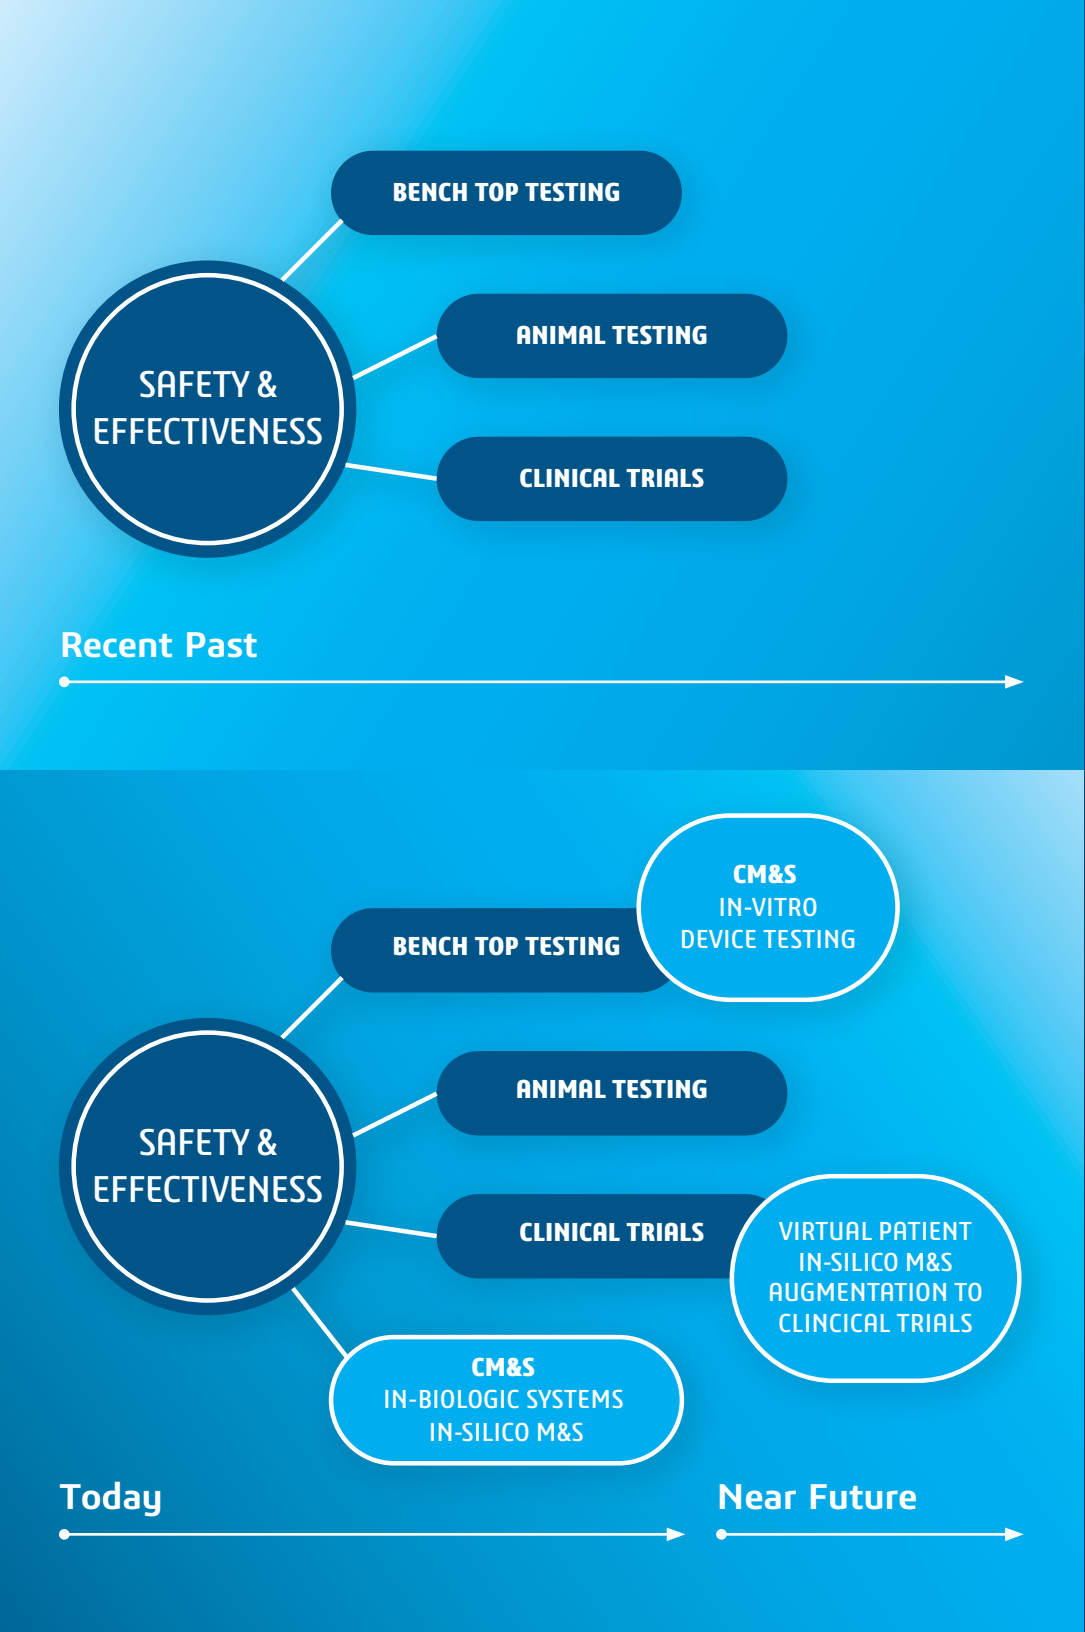 BENCH TOP TESTING
ANIMAL TESTING
SAFETY &
EFFECTIVENESS
CLINICAL TRIALS
Recent Past
CM&S
IN-VITRO
DEVICE TESTING
BENCH TOP TESTING
ANIMAL TESTING
SAFETY &
EFFECTIVENESS
CLINICAL TRIALS
VIRTUAL PATIENT
IN-SILICO M&S
AUGMENTATION TO
CLINCICAL TRIALS
CM&S
IN-BIOLOGIC SYSTEMS
IN-SILICO M&S
Today
Near Future